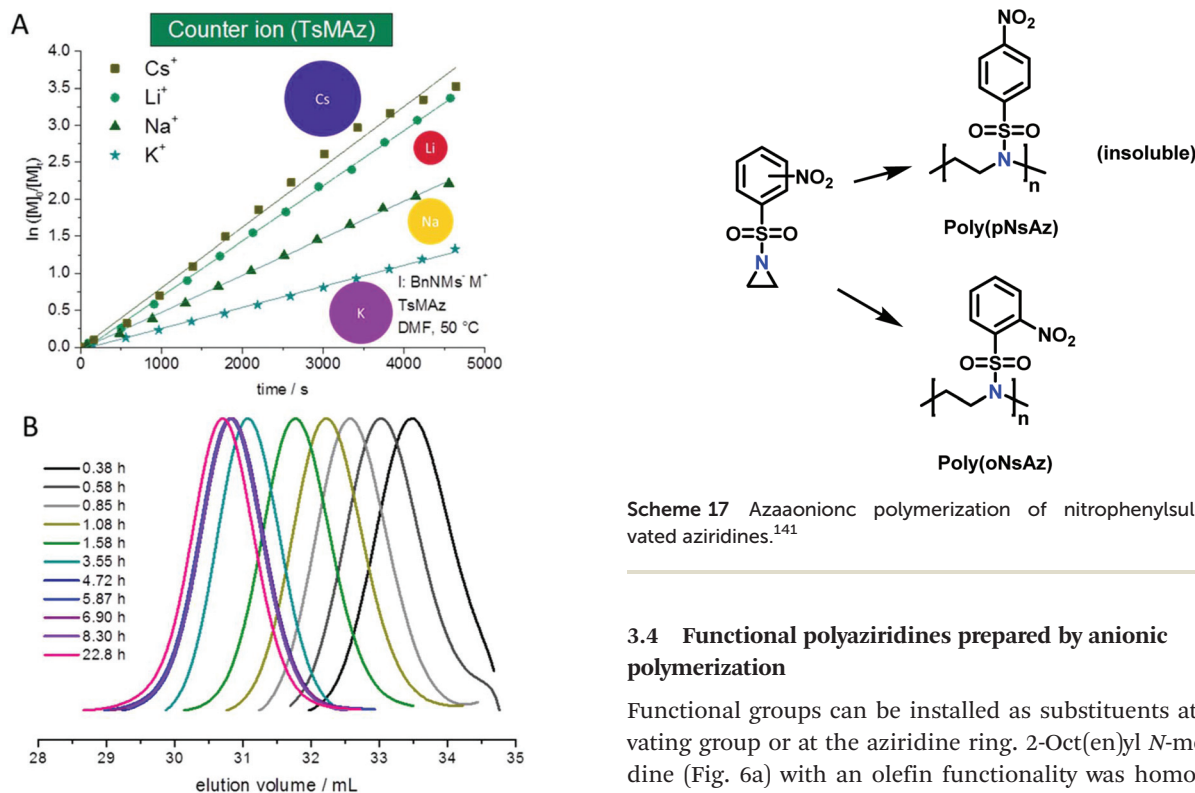 A
Counter ion (TsMAz)
4.0
3.5
3.0
2.5
2.0
1.5
1.0
0.5
0.0
ln ([M]₀/[M]ₜ)
Cs⁺
Li⁺
Na⁺
K⁺
Cs
Li
Na
K
I: BnNMs⁻ M⁺
TsMAz
DMF, 50 °C
0 1000 2000 3000 4000 5000
time / s
B
0.38 h
0.58 h
0.85 h
1.08 h
1.58 h
3.55 h
4.72 h
5.87 h
6.90 h
8.30 h
22.8 h
28 29 30 31 32 33 34 35
elution volume / mL
NO₂
O=S=O
N
NO₂
O=S=O
N
n
(insoluble)
Poly(pNsAz)
NO₂
O=S=O
N
n
Poly(oNsAz)
Scheme 17 Azaaonionc polymerization of nitrophenylsul
vated aziridines.¹⁴¹
3.4 Functional polyaziridines prepared by anionic
polymerization
Functional groups can be installed as substituents at
vating group or at the aziridine ring. 2-Oct(en)yl N-me
dine (Fig. 6a) with an olefin functionality was homo